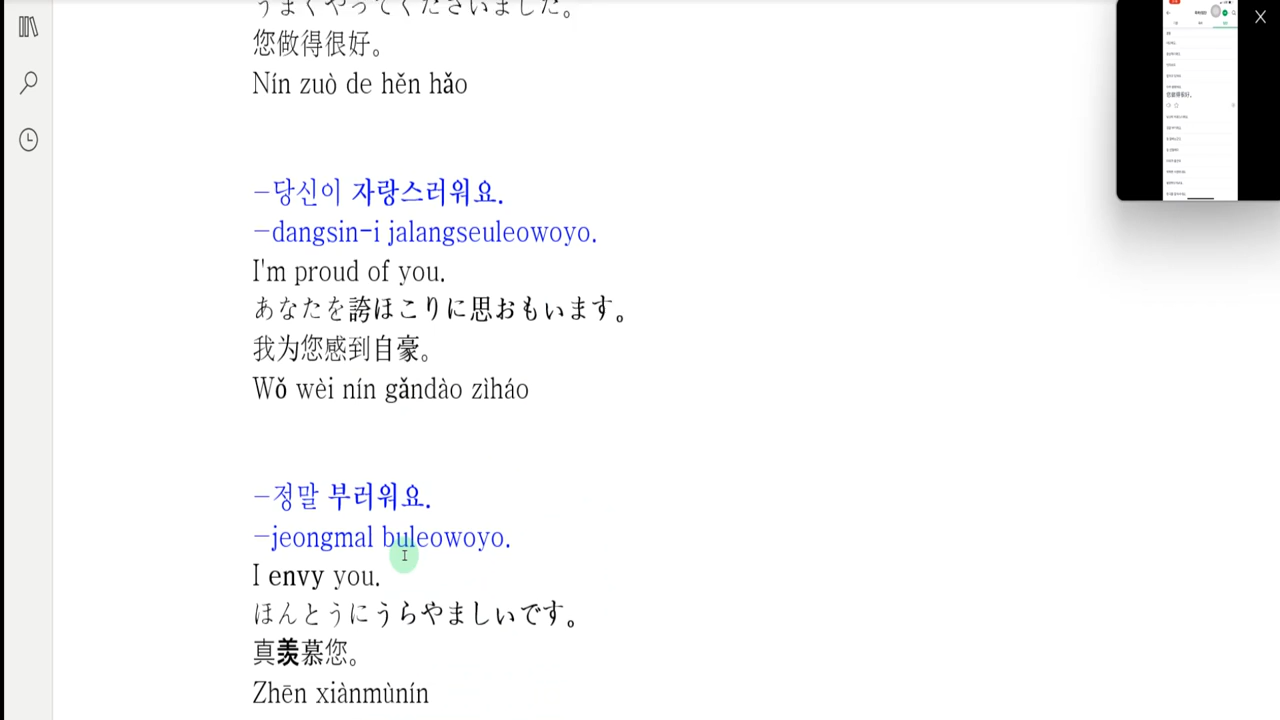 うまくやってくださいました。
您做得很好。
Nín zuò de hěn hǎo
-당신이 자랑스러워요.
-dangsin-i jalangseuleowoyo.
I'm proud of you.
あなたを誇ほこりに思おもいます。
我为您感到自豪。
Wǒ wèi nín gǎndào zìháo
-정말 부러워요.
-jeongmal buleowoyo.
I envy you.
ほんとうにうらやましいです。
真羡慕您。
Zhēn xiànmùnín